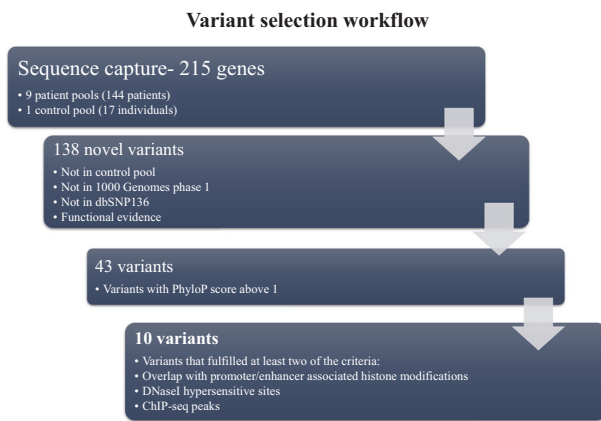 Variant selection workflow
Sequence capture- 215 genes
• 9 patient pools (144 patients)
• 1 control pool (17 individuals)
138 novel variants
• Not in control pool
• Not in 1000 Genomes phase 1
• Not in dbSNP136
• Functional evidence
43 variants
• Variants with PhyloP score above 1
10 variants
• Variants that fulfilled at least two of the criteria:
• Overlap with promoter/enhancer associated histone modifications
• DNaseI hypersensitive sites
• ChIP-seq peaks